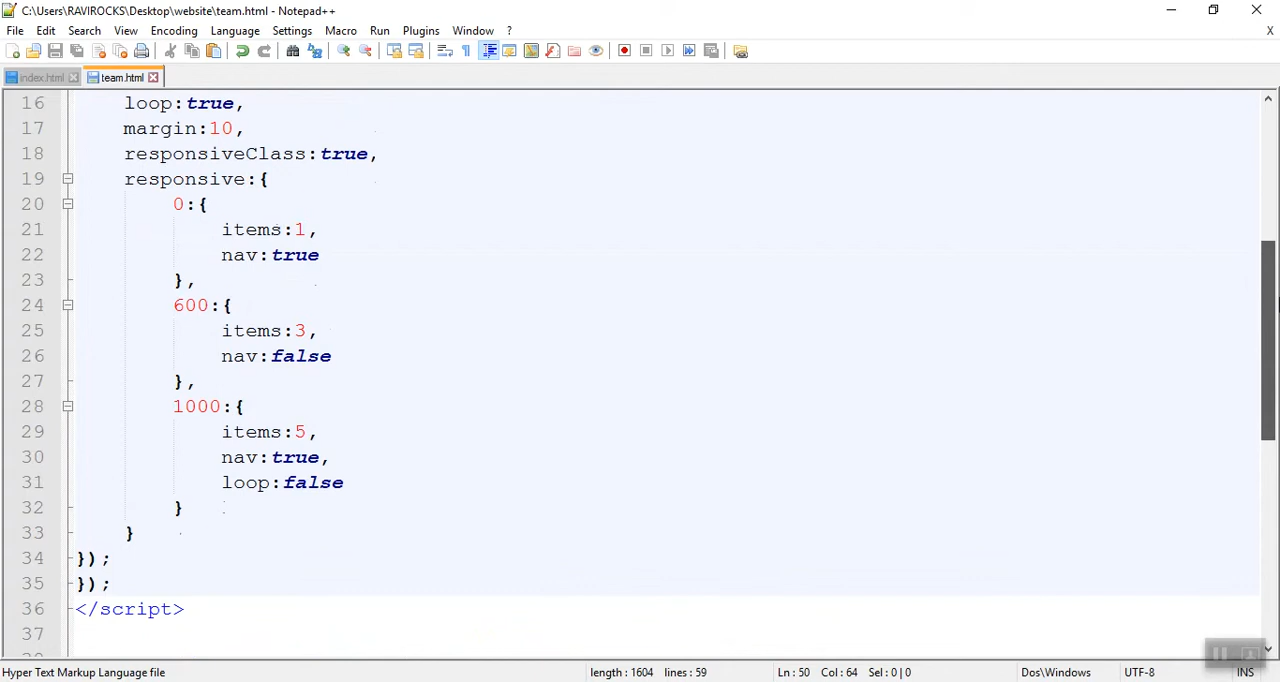 C:\Users\RAVIROCKS\Desktop\website\team.html - Notepad++
File Edit Search View Encoding Language Settings Macro Run Plugins Window ? X
index.html team.html
16 loop:true,
17 margin:10,
18 responsiveClass:true,
19 responsive:{
20 0:{
21 items:1,
22 nav:true
23 },
24 600:{
25 items:3,
26 nav:false
27 },
28 1000:{
29 items:5,
30 nav:true,
31 loop:false
32 }
33 }
34 });
35 });
36 </script>
37
Hyper Text Markup Language file length : 1604 lines : 59 Ln : 50 Col : 64 Sel : 0 | 0 Dos\Windows UTF-8 INS